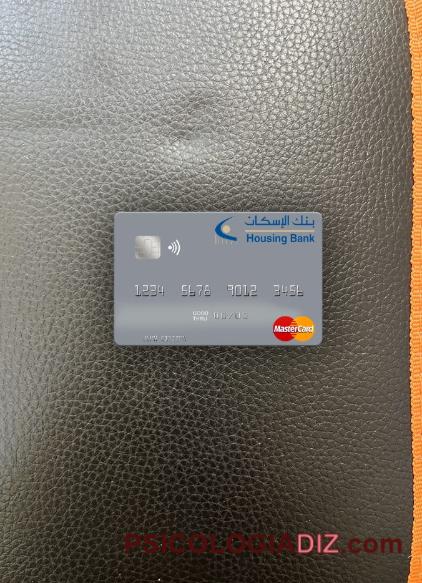 بنك الإسكان
Housing Bank
1234 5678 9012 3456
GOOD
THRU
MasterCard
PSICOLOGIADIZ.com